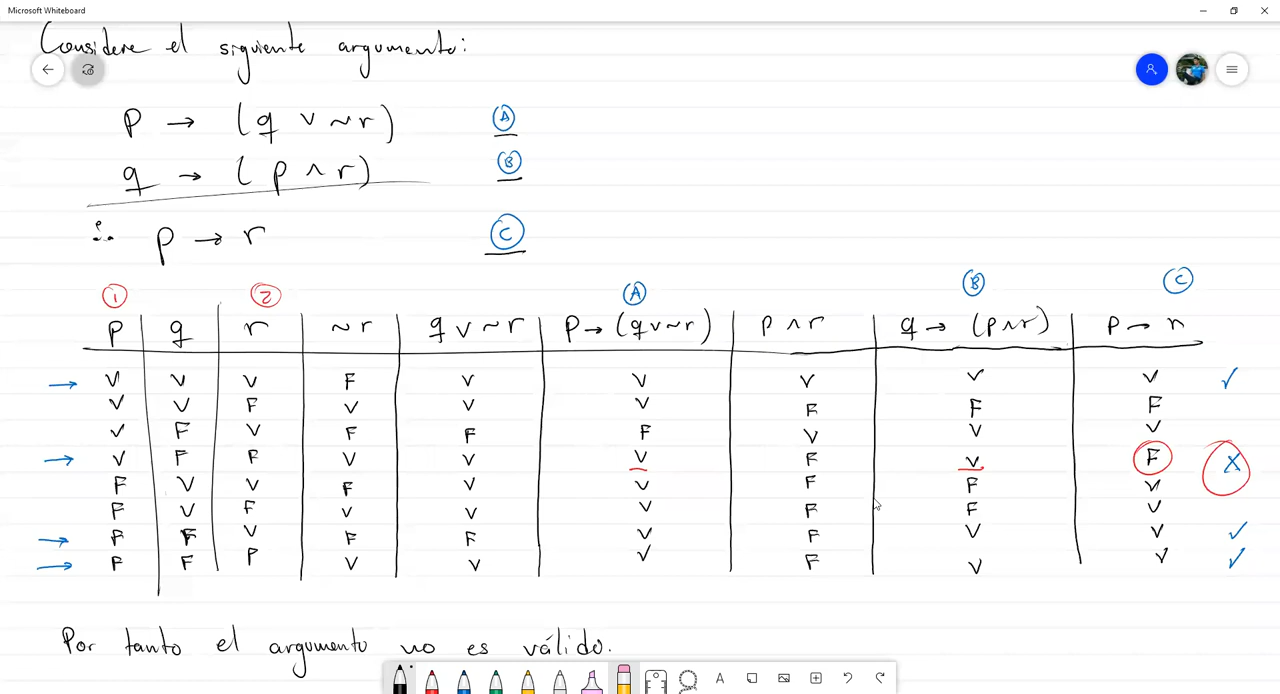 Microsoft Whiteboard
Considere el siguiente argumento:
p → (q ∨ ~r) Ⓐ
q → (p ∧ r) Ⓑ
∴ p → r Ⓒ
① ② Ⓐ Ⓑ Ⓒ
p q r ~r q ∨ ~r p → (q ∨ ~r) p ∧ r q → (p ∧ r) p → r
→ V V V F V V V V V ✓
V V F V V V F F F
V F V F F F V V V
→ V F F V V V F V F X
F V V F V V F F V
F V F V V V F F V
→ F F V F F V F V V ✓
→ F F F V V V F V V ✓
Por tanto el argumento no es válido.
A